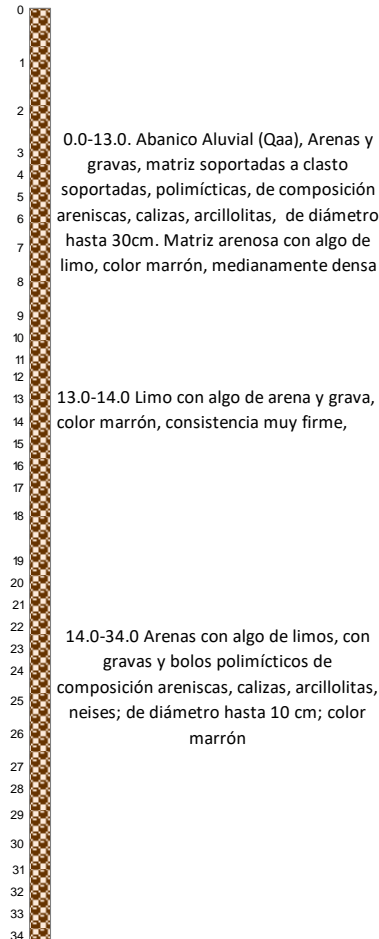 0
1
2
0.0-13.0. Abanico Aluvial (Qaa), Arenas y
3
gravas, matriz soportadas a clasto
4
soportadas, polimícticas, de composición
5
areniscas, calizas, arcillolitas, de diámetro
6
hasta 30cm. Matriz arenosa con algo de
7
limo, color marrón, medianamente densa
8
9
10
11
12
13
13.0-14.0 Limo con algo de arena y grava,
14
color marrón, consistencia muy firme,
15
16
17
18
19
20
21
22
14.0-34.0 Arenas con algo de limos, con
23
gravas y bolos polimícticos de
24
composición areniscas, calizas, arcillolitas,
25
neises; de diámetro hasta 10 cm; color
26
marrón
27
28
29
30
31
32
33
34